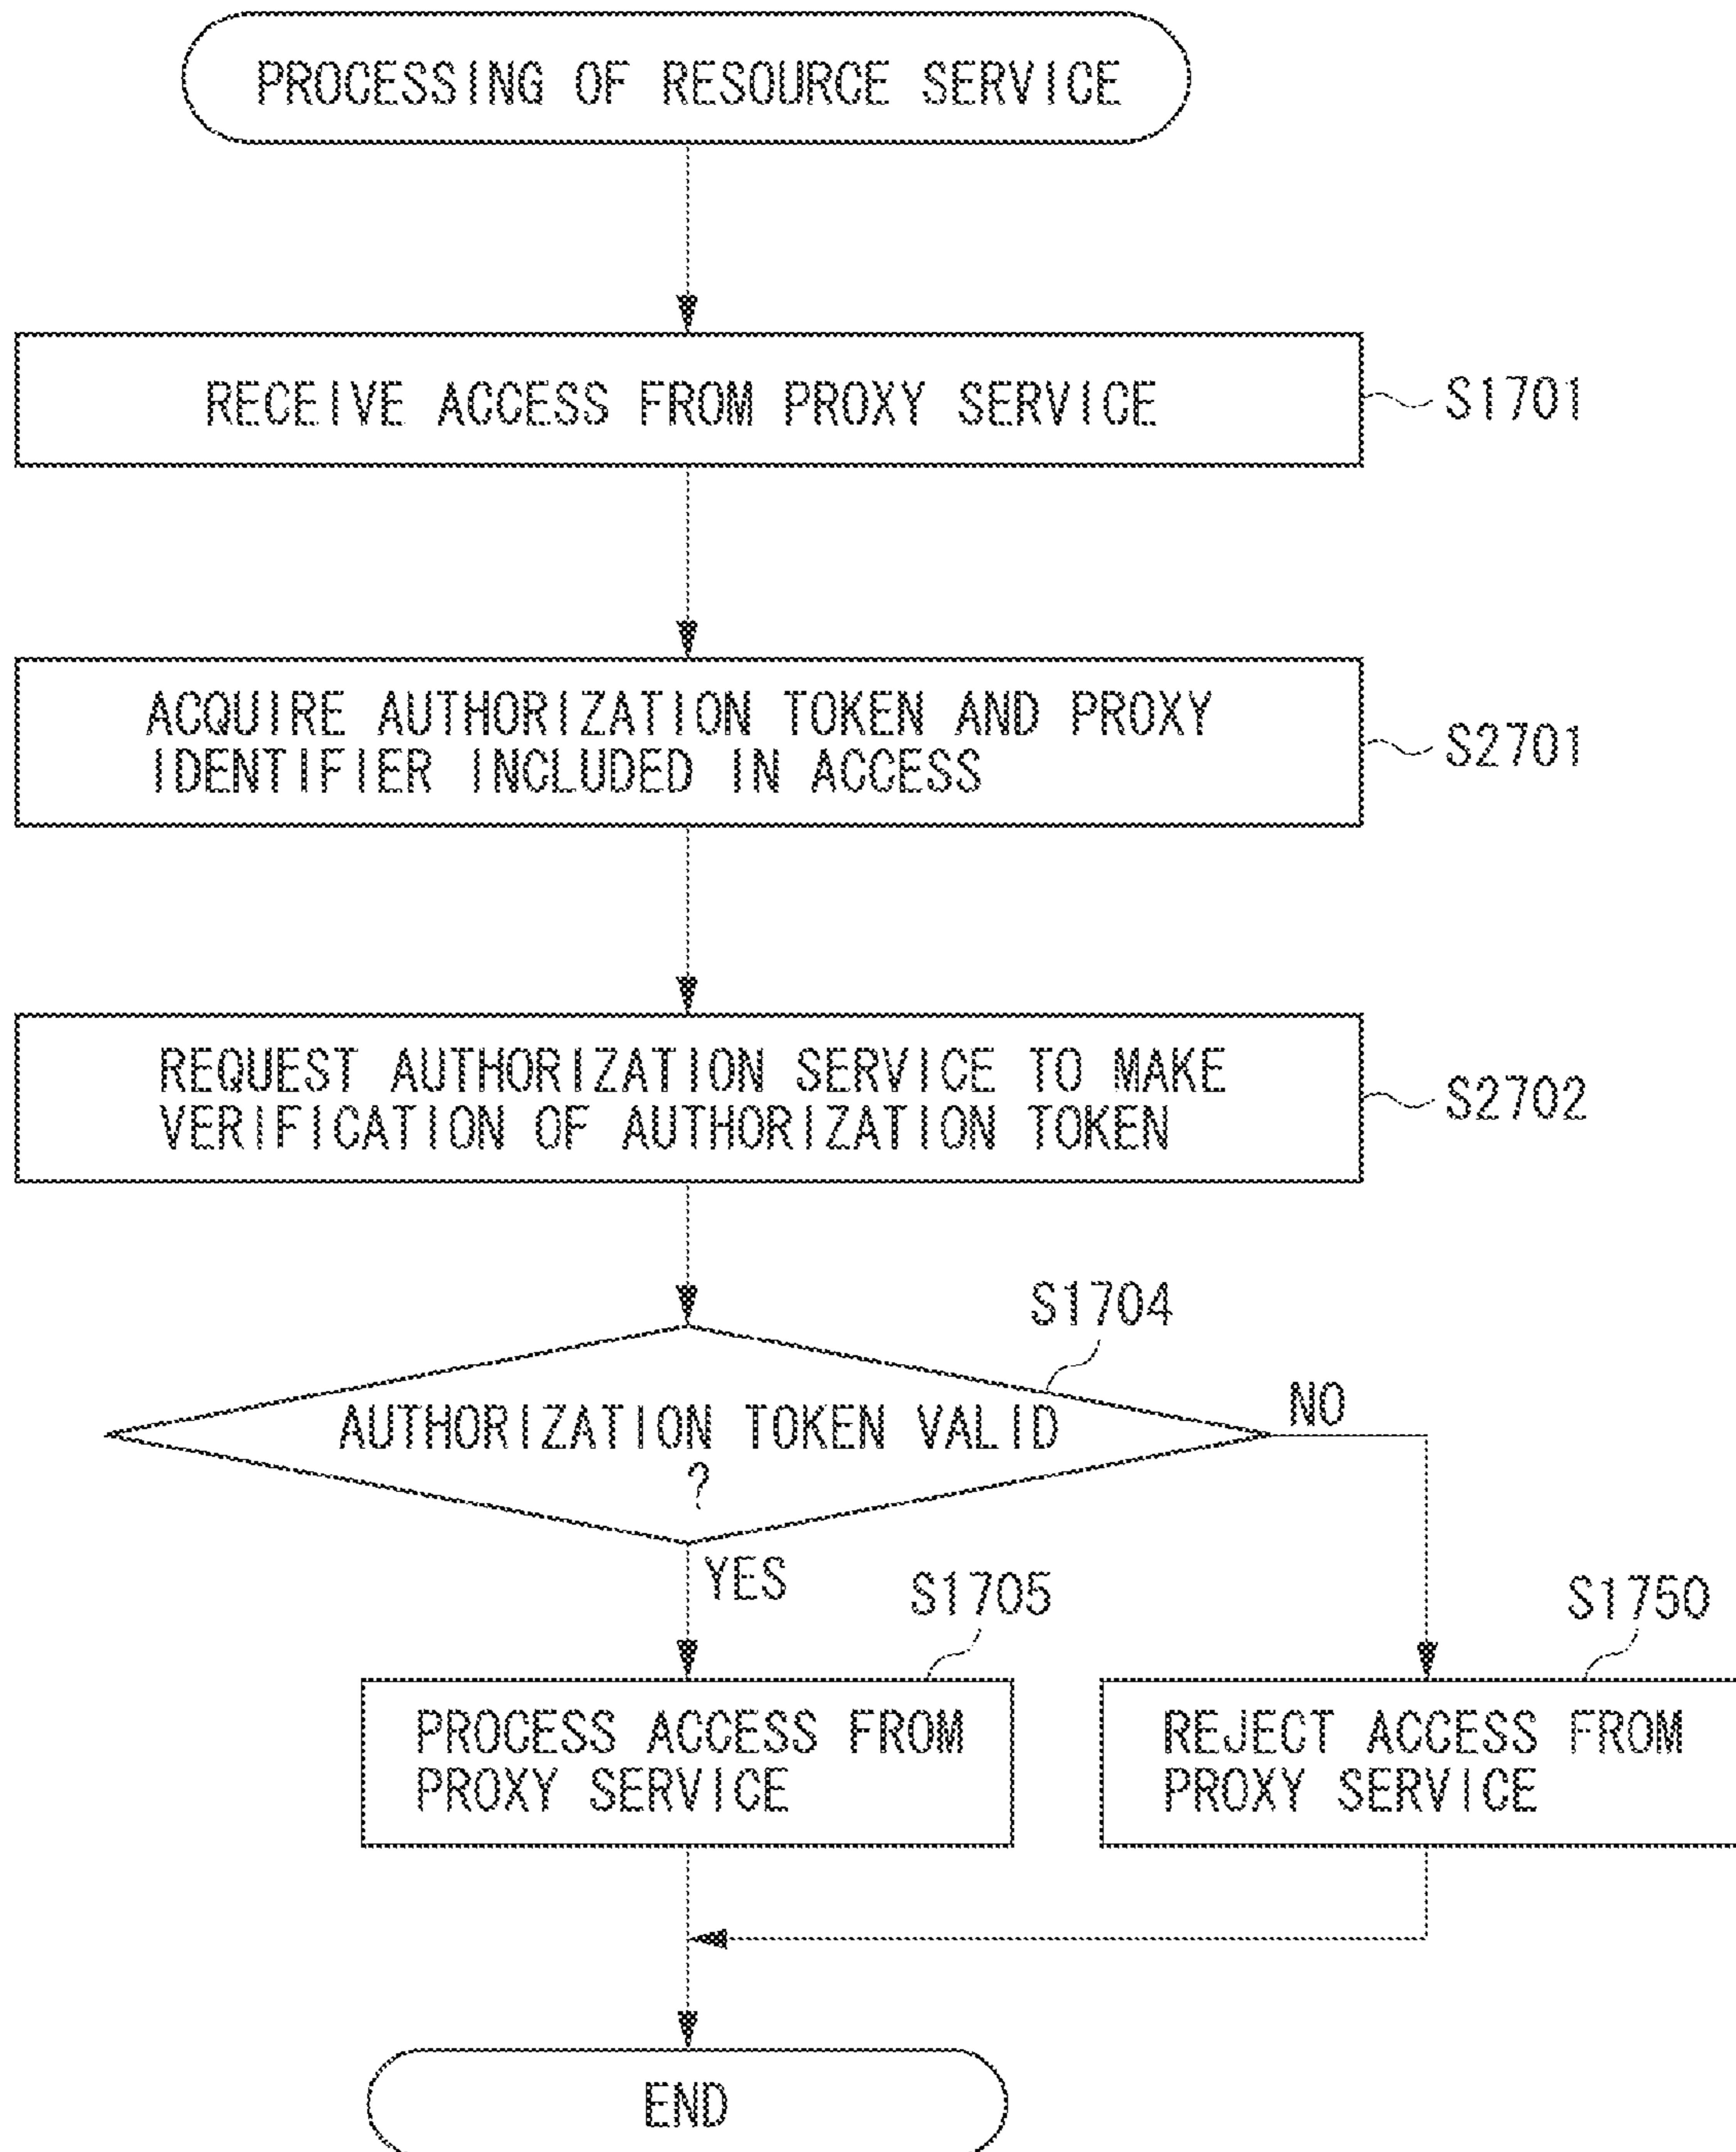 PROCESSING OF RESOURCE SERVICE
RECEIVE ACCESS FROM PROXY SERVICE
S1701
ACQUIRE AUTHORIZATION TOKEN AND PROXY
IDENTIFIER INCLUDED IN ACCESS
S2701
REQUEST AUTHORIZATION SERVICE TO MAKE
VERIFICATION OF AUTHORIZATION TOKEN
S2702
S1704
AUTHORIZATION TOKEN VALID
?
NO
YES
S1705
S1750
PROCESS ACCESS FROM
PROXY SERVICE
REJECT ACCESS FROM
PROXY SERVICE
END